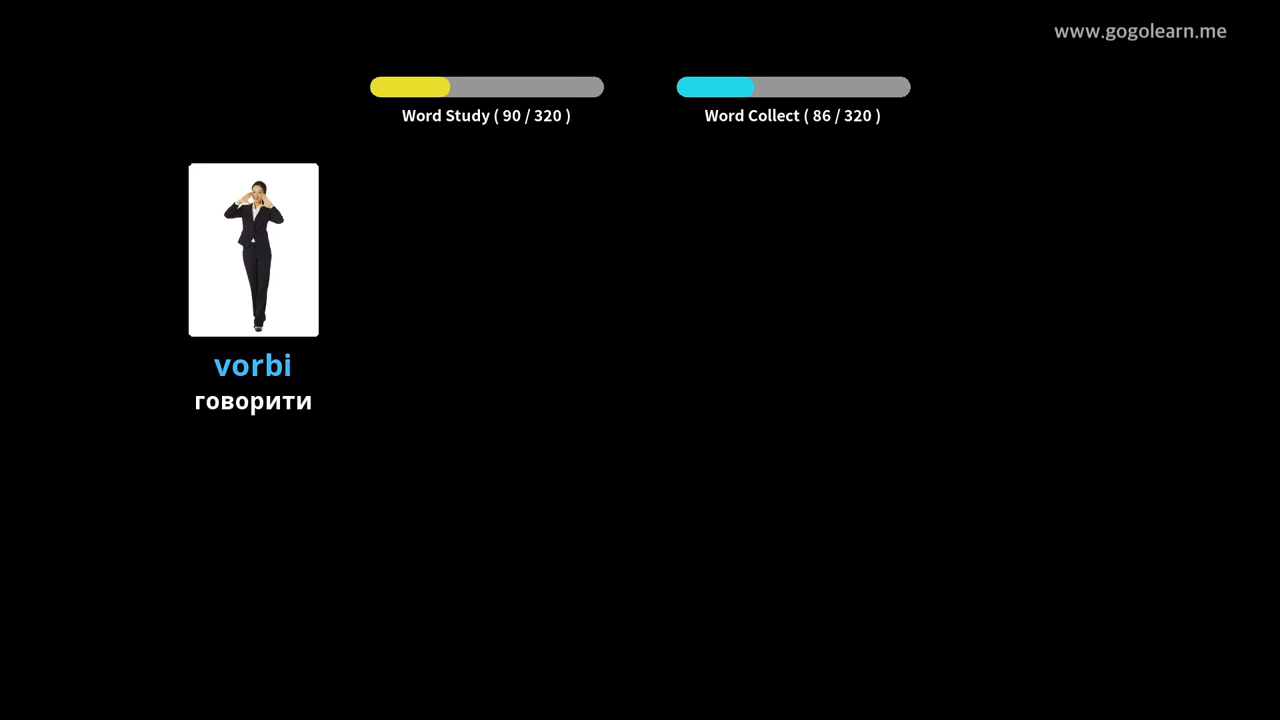 www.gogolearn.me
Word Study ( 90 / 320 )
Word Collect ( 86 / 320 )
vorbi
говорити